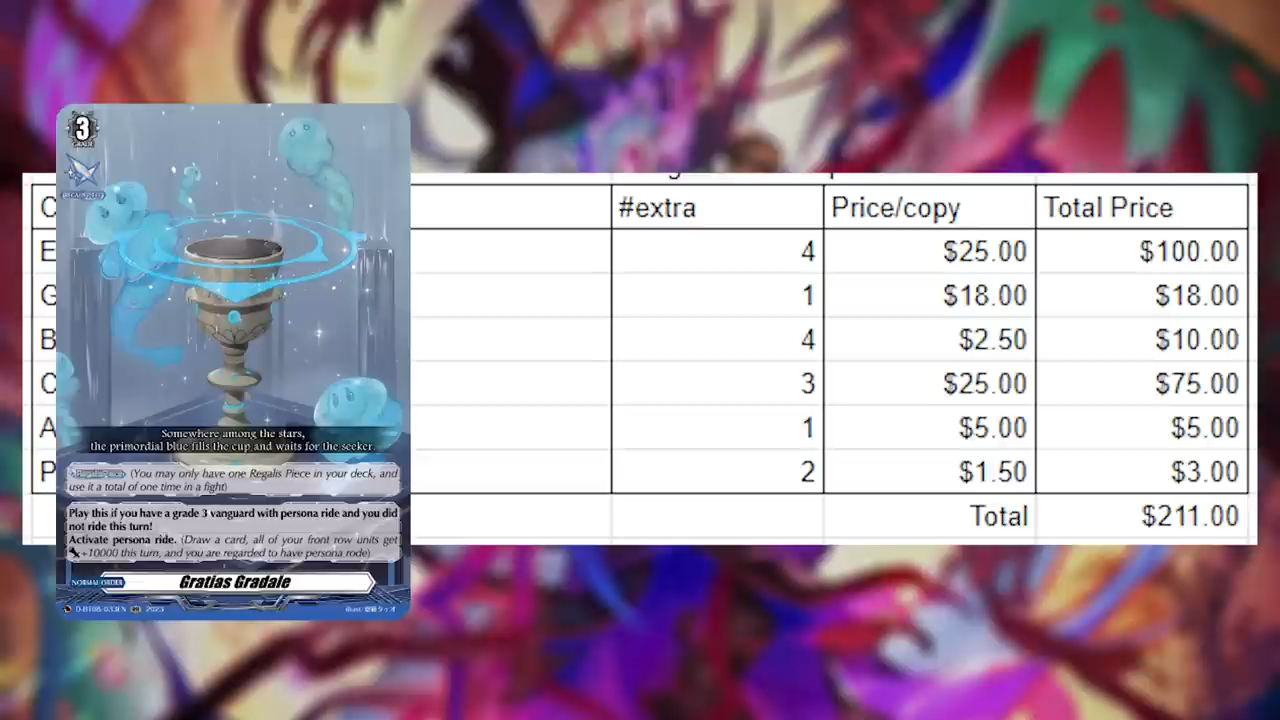 3
GRADE
C #extra Price/copy Total Price
E 4 $25.00 $100.00
G 1 $18.00 $18.00
B 4 $2.50 $10.00
C 3 $25.00 $75.00
A 1 $5.00 $5.00
P 2 $1.50 $3.00
Total $211.00
Somewhere among the stars,
the primordial blue fills the cup and waits for the seeker.
(You may only have one Regalis Piece in your deck, and
use it a total of one time in a fight)
Play this if you have a grade 3 vanguard with persona ride and you did
not ride this turn!
Activate persona ride. (Draw a card, all of your front row units get
+10000 this turn, and you are regarded to have persona rode)
NORMAL ORDER Gratias Gradale